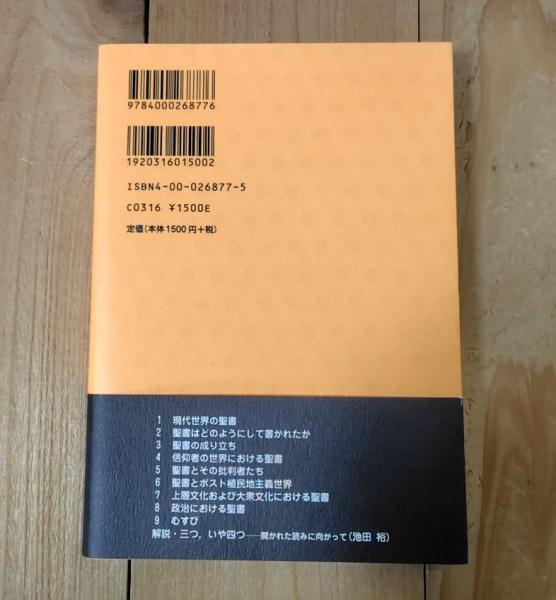 9784000268776
1920316015002
ISBN4-00-026877-5
C0316 ¥1500E
定価(本体1500円+税)
1 現代世界の聖書
2 聖書はどのようにして書かれたか
3 聖書の成り立ち
4 信仰者の世界における聖書
5 聖書とその批判者たち
6 聖書とポスト植民地主義世界
7 上層文化および大衆文化における聖書
8 政治における聖書
9 むすび
解説・三つ,いや四つ──開かれた読みに向かって(池田 裕)